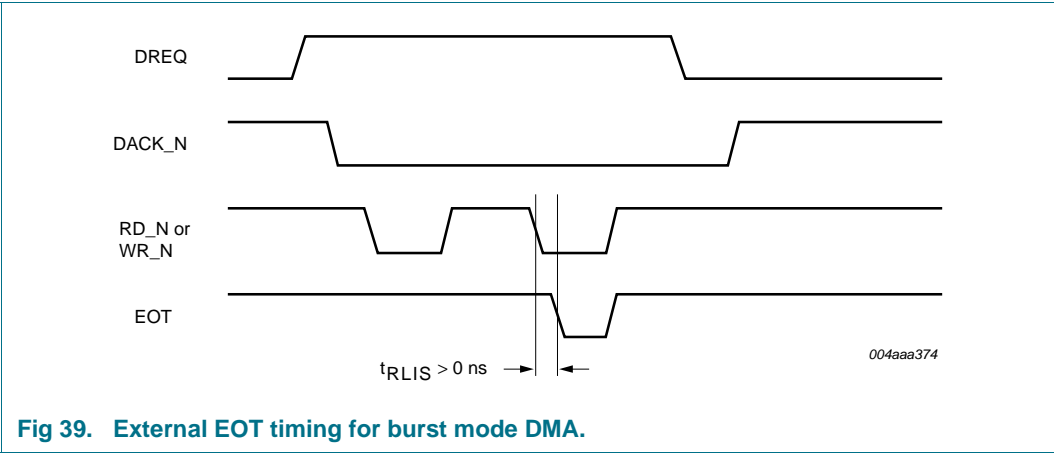 DREQ
DACK_N
RD_N or
WR_N
EOT
tRLIS > 0 ns
004aaa374
Fig 39. External EOT timing for burst mode DMA.